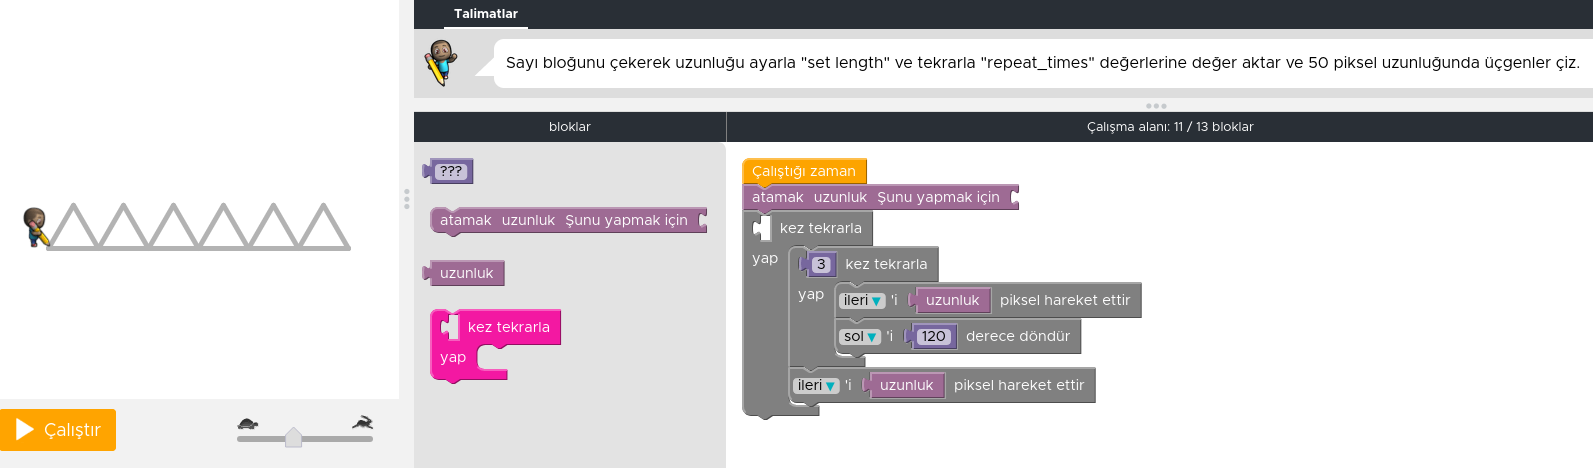 Talimatlar
Sayı bloğunu çekerek uzunluğu ayarla "set length" ve tekrarla "repeat_times" değerlerine değer aktar ve 50 piksel uzunluğunda üçgenler çiz.
bloklar
Çalışma alanı: 11 / 13 bloklar
???
atamak uzunluk Şunu yapmak için
uzunluk
kez tekrarla
yap
Çalıştığı zaman
atamak uzunluk Şunu yapmak için
kez tekrarla
yap
3 kez tekrarla
yap
ileri▼ 'i uzunluk piksel hareket ettir
sol▼ 'i 120 derece döndür
ileri▼ 'i uzunluk piksel hareket ettir
Çalıştır